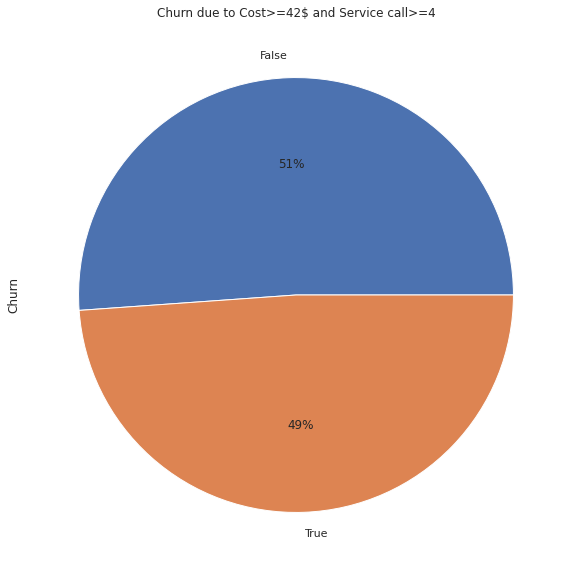 Churn due to Cost>=42$ and Service call>=4
False
51%
Churn
49%
True